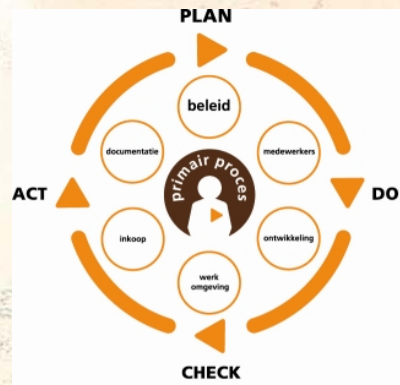 PLAN
beleid
documentatie
medewerkers
primair proces
ACT
DO
inkoop
ontwikkeling
werk
omgeving
CHECK